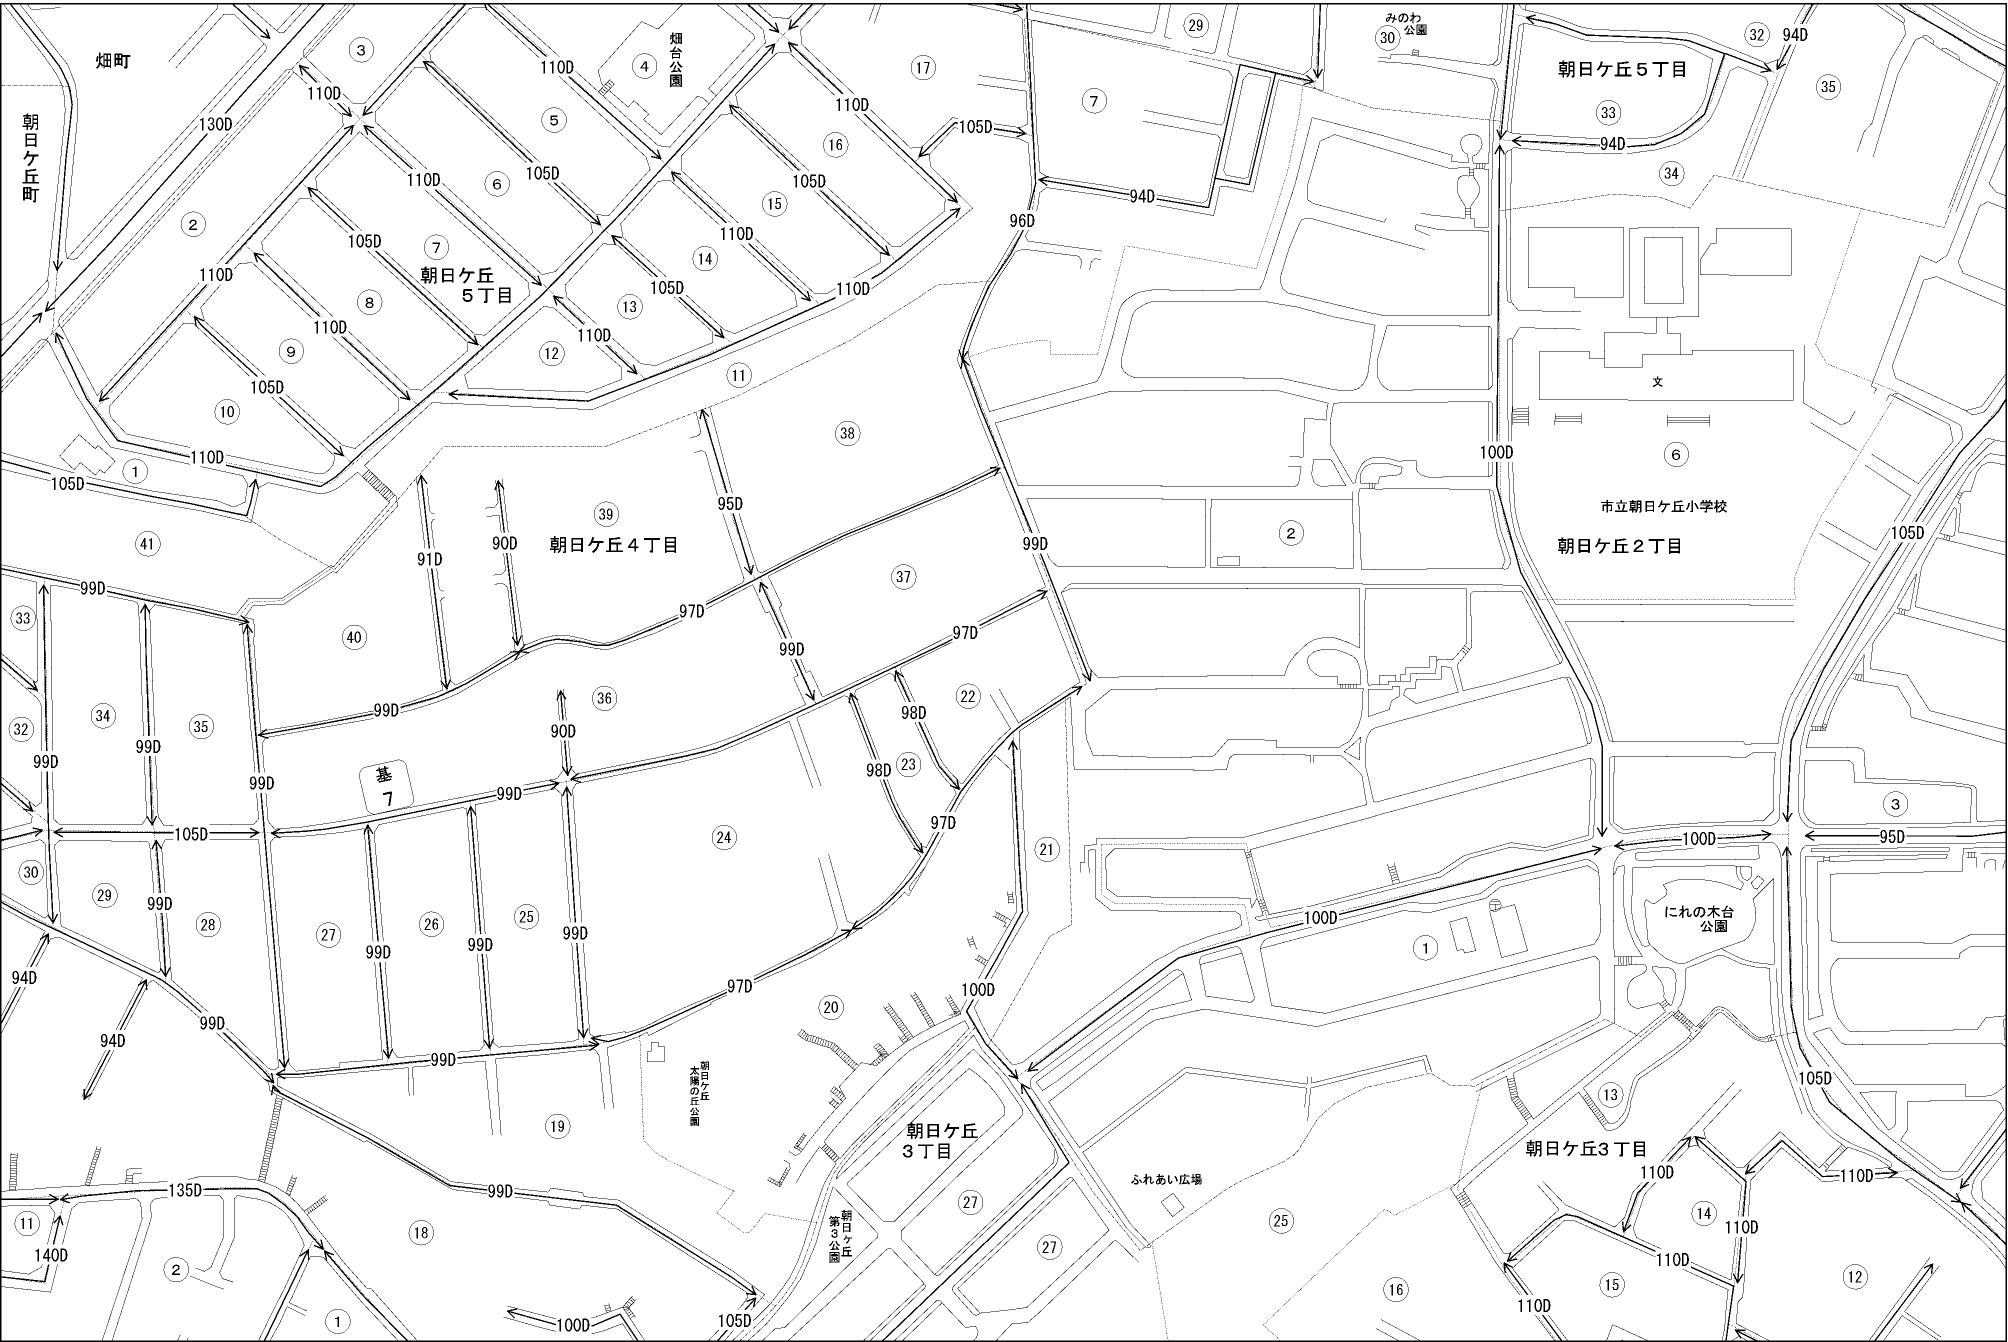 畑町
朝日ケ丘町
畑台公園
みのわ
公園
朝日ケ丘５丁目
朝日ケ丘
５丁目
朝日ケ丘４丁目
市立朝日ケ丘小学校
朝日ケ丘２丁目
文
基
7
にれの木台
公園
朝日ケ丘
太陽の丘公園
朝日ケ丘
３丁目
朝日ケ丘
第３公園
ふれあい広場
朝日ケ丘３丁目
3
4
17
29
30
32
35
7
5
16
33
34
6
15
2
7
14
8
13
12
9
11
10
1
38
6
39
2
41
37
33
40
36
22
34
35
32
23
3
24
21
30
29
28
27
26
25
1
20
13
19
11
18
27
14
25
27
2
15
16
12
1
130D
110D
110D
110D
105D
94D
94D
110D
105D
105D
94D
96D
110D
105D
110D
110D
105D
110D
110D
105D
110D
105D
110D
105D
100D
95D
99D
105D
91D
90D
99D
97D
99D
97D
99D
98D
90D
99D
99D
99D
98D
99D
105D
97D
100D
95D
99D
99D
99D
99D
100D
94D
97D
100D
99D
94D
99D
105D
135D
99D
110D
110D
110D
140D
110D
110D
100D
105D